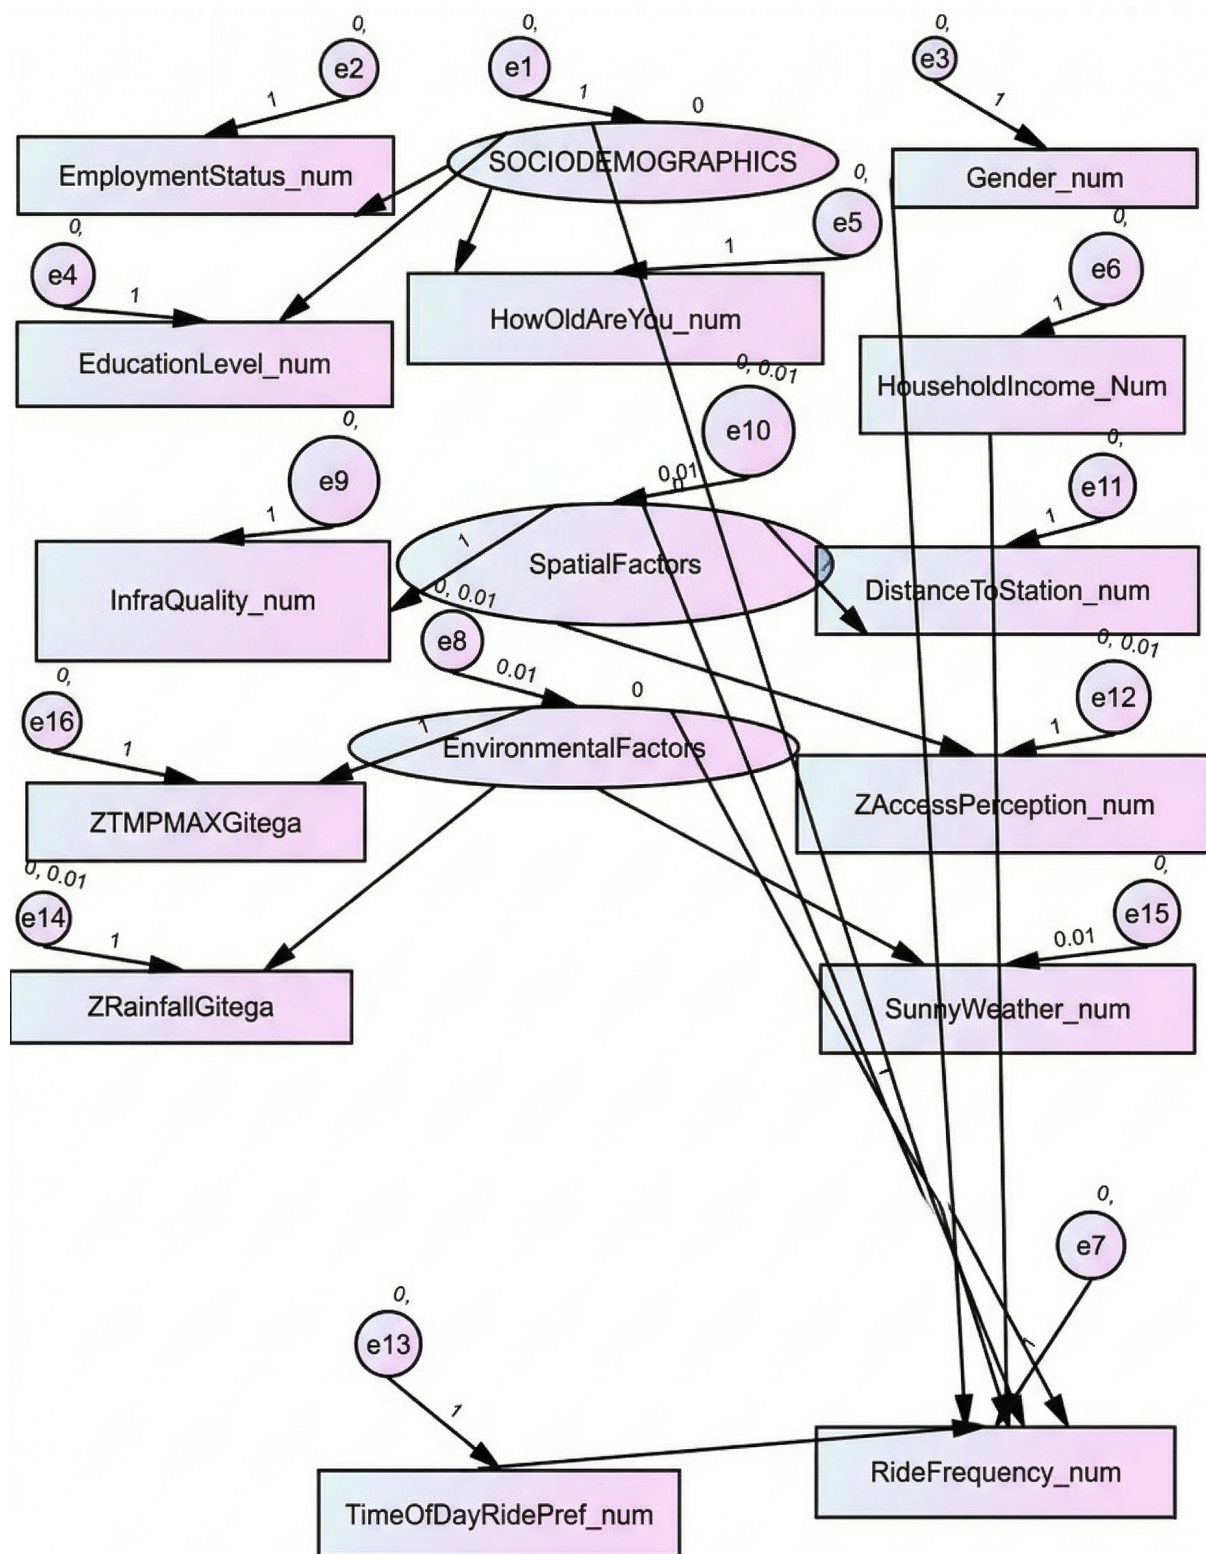 0,
0,
0,
e2
e1
e3
1
1
0
1
EmploymentStatus_num
SOCIODEMOGRAPHICS
Gender_num
0,
0,
0,
e4
e5
e6
1
1
1
HowOldAreYou_num
EducationLevel_num
HouseholdIncome_Num
0, 0.01
0,
0,
e10
e9
e11
0.01
0
1
1
1
SpatialFactors
InfraQuality_num
DistanceToStation_num
0, 0.01
0, 0.01
e8
e12
0.01
0
0,
e16
1
1
1
EnvironmentalFactors
ZTMPMAXGitega
ZAccessPerception_num
0, 0.01
0,
e14
e15
1
0.01
ZRainfallGitega
SunnyWeather_num
1
0,
e7
0,
e13
1
1
RideFrequency_num
TimeOfDayRidePref_num